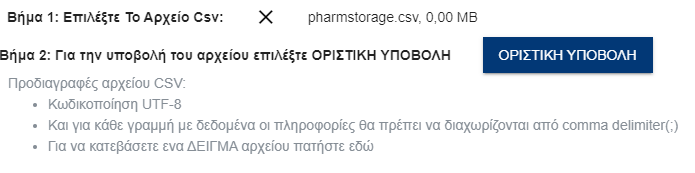 Βήμα 1: Επιλέξτε Το Αρχείο Csv: pharmstorage.csv, 0,00 MB
Βήμα 2: Για την υποβολή του αρχείου επιλέξτε ΟΡΙΣΤΙΚΗ ΥΠΟΒΟΛΗ ΟΡΙΣΤΙΚΗ ΥΠΟΒΟΛΗ
Προδιαγραφές αρχείου CSV:
• Κωδικοποίηση UTF-8
• Και για κάθε γραμμή με δεδομένα οι πληροφορίες θα πρέπει να διαχωρίζονται από comma delimiter(;)
• Για να κατεβάσετε ενα ΔΕΙΓΜΑ αρχείου πατήστε εδώ